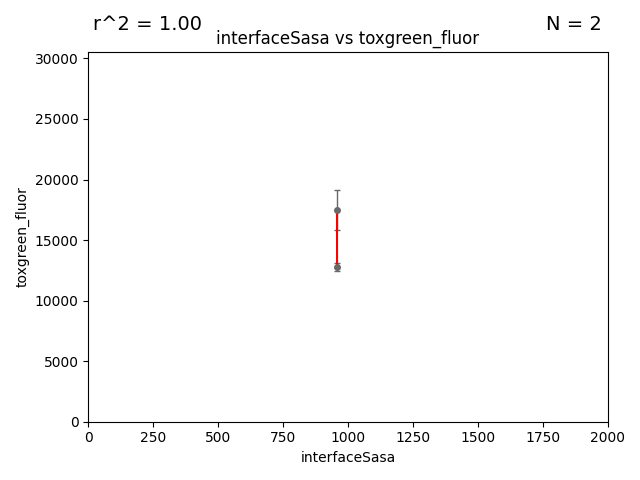 r^2 = 1.00
N = 2
interfaceSasa vs toxgreen_fluor
30000
25000
20000
15000
10000
5000
0
toxgreen_fluor
0 250 500 750 1000 1250 1500 1750 2000
interfaceSasa